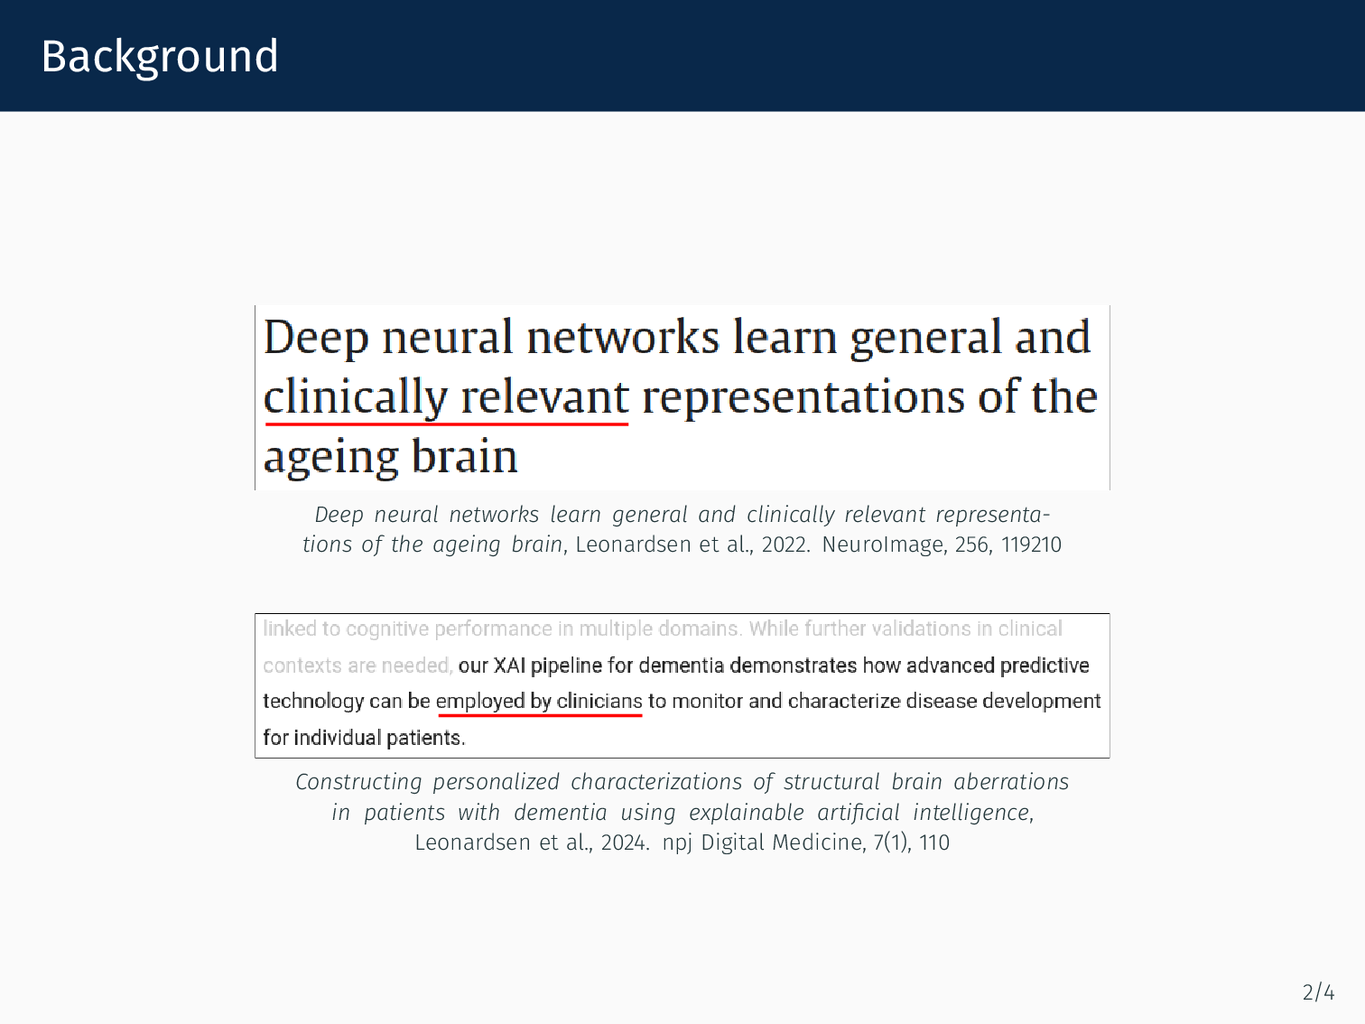 Background
Deep neural networks learn general and
clinically relevant representations of the
ageing brain
Deep neural networks learn general and clinically relevant representa-
tions of the ageing brain, Leonardsen et al., 2022. NeuroImage, 256, 119210
linked to cognitive performance in multiple domains. While further validations in clinical
contexts are needed, our XAI pipeline for dementia demonstrates how advanced predictive
technology can be employed by clinicians to monitor and characterize disease development
for individual patients.
Constructing personalized characterizations of structural brain aberrations
in patients with dementia using explainable artificial intelligence,
Leonardsen et al., 2024. npj Digital Medicine, 7(1), 110
2/4